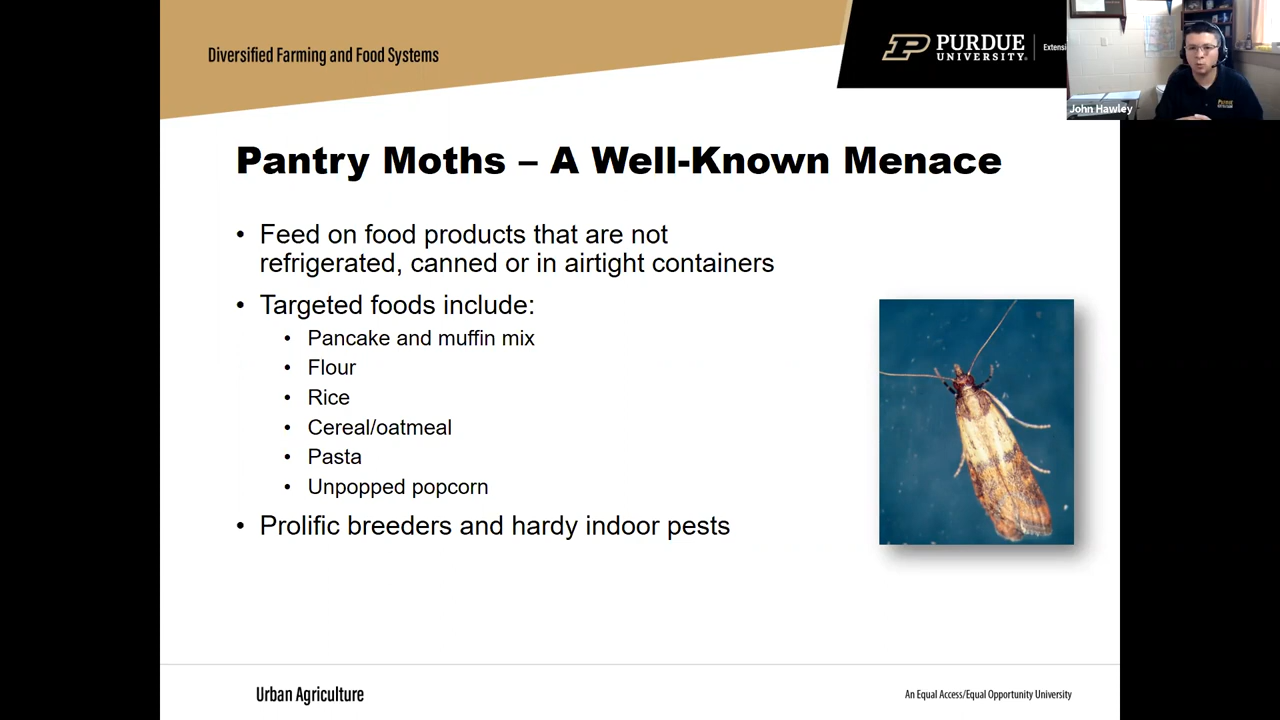 Diversified Farming and Food Systems
PURDUE
UNIVERSITY®
John Hawley
Pantry Moths – A Well-Known Menace
• Feed on food products that are not
refrigerated, canned or in airtight containers
• Targeted foods include:
• Pancake and muffin mix
• Flour
• Rice
• Cereal/oatmeal
• Pasta
• Unpopped popcorn
• Prolific breeders and hardy indoor pests
Urban Agriculture
An Equal Access/Equal Opportunity University